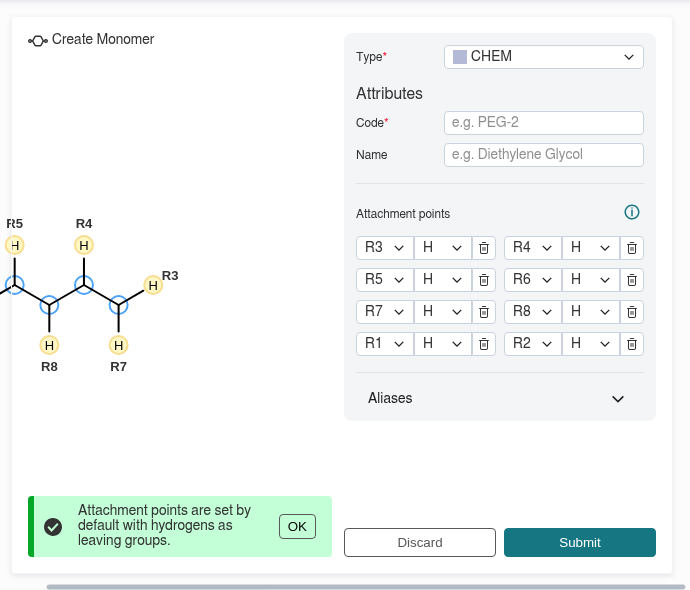 Create Monomer
Type*
CHEM
Attributes
Code*
e.g. PEG-2
Name
e.g. Diethylene Glycol
Attachment points
R3 H R4 H
R5 H R6 H
R7 H R8 H
R1 H R2 H
Aliases
R5 R4
H H
H R3
H H
R8 R7
Attachment points are set by
default with hydrogens as
leaving groups.
OK
Discard
Submit